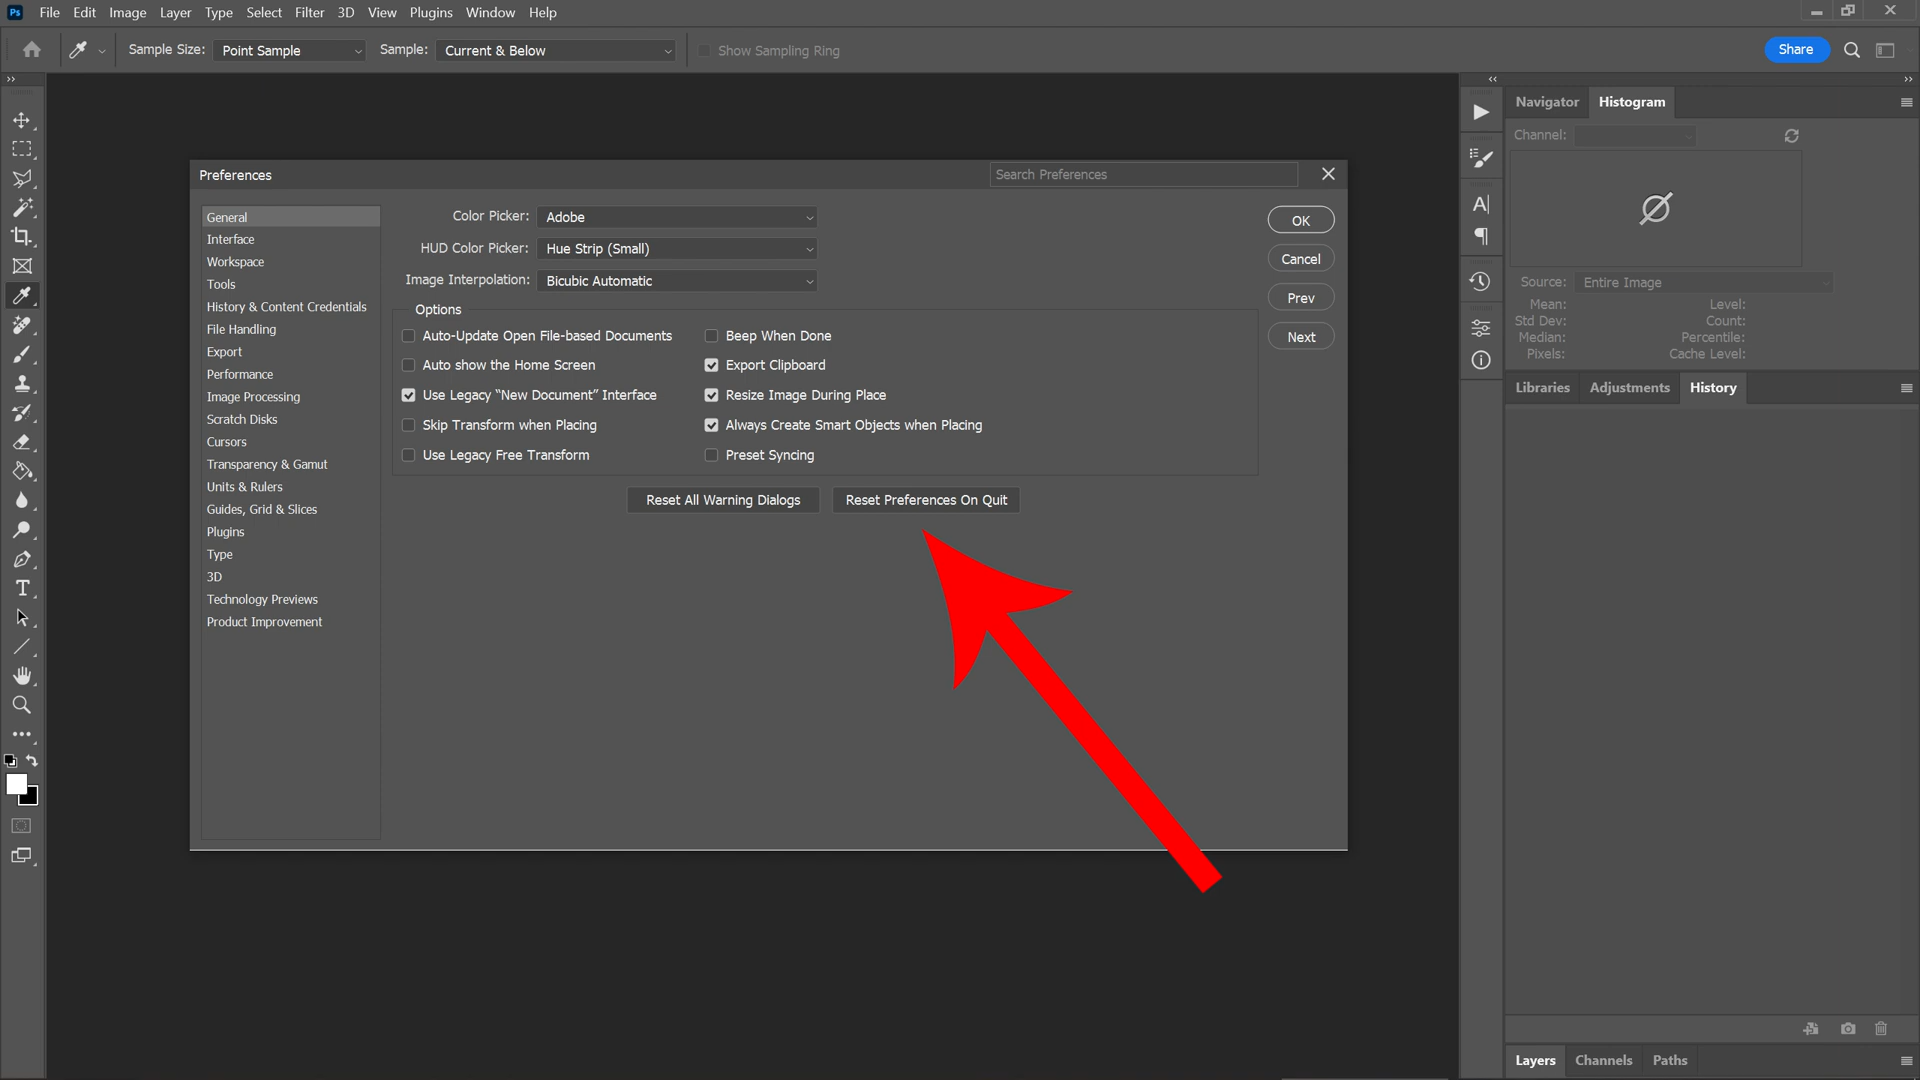 Ps File Edit Image Layer Type Select Filter 3D View Plugins Window Help
Sample Size: Point Sample Sample: Current & Below Show Sampling Ring Share
Navigator Histogram
Channel:
Source: Entire Image
Mean: Level:
Std Dev: Count:
Median: Percentile:
Pixels: Cache Level:
Libraries Adjustments History
Layers Channels Paths
Preferences Search Preferences
General
Interface
Workspace
Tools
History & Content Credentials
File Handling
Export
Performance
Image Processing
Scratch Disks
Cursors
Transparency & Gamut
Units & Rulers
Guides, Grid & Slices
Plugins
Type
3D
Technology Previews
Product Improvement
Color Picker: Adobe
HUD Color Picker: Hue Strip (Small)
Image Interpolation: Bicubic Automatic
Options
Auto-Update Open File-based Documents Beep When Done
Auto show the Home Screen Export Clipboard
Use Legacy “New Document” Interface Resize Image During Place
Skip Transform when Placing Always Create Smart Objects when Placing
Use Legacy Free Transform Preset Syncing
Reset All Warning Dialogs Reset Preferences On Quit
OK
Cancel
Prev
Next